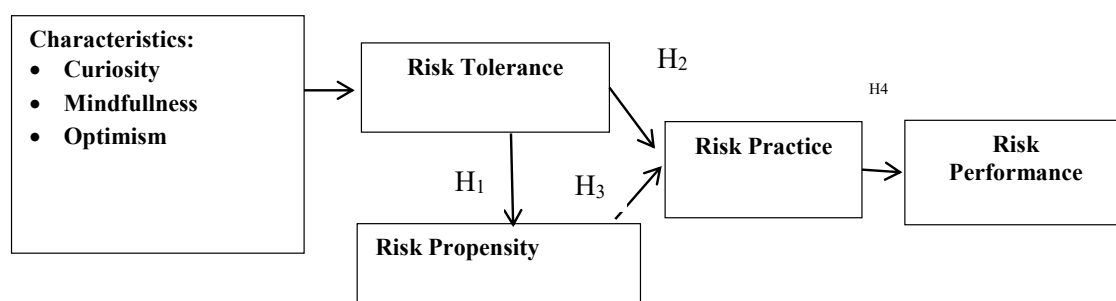 Characteristics:
• Curiosity
• Mindfullness
• Optimism
Risk Tolerance
H2
H4
Risk Practice
Risk
Performance
H1
H3
Risk Propensity